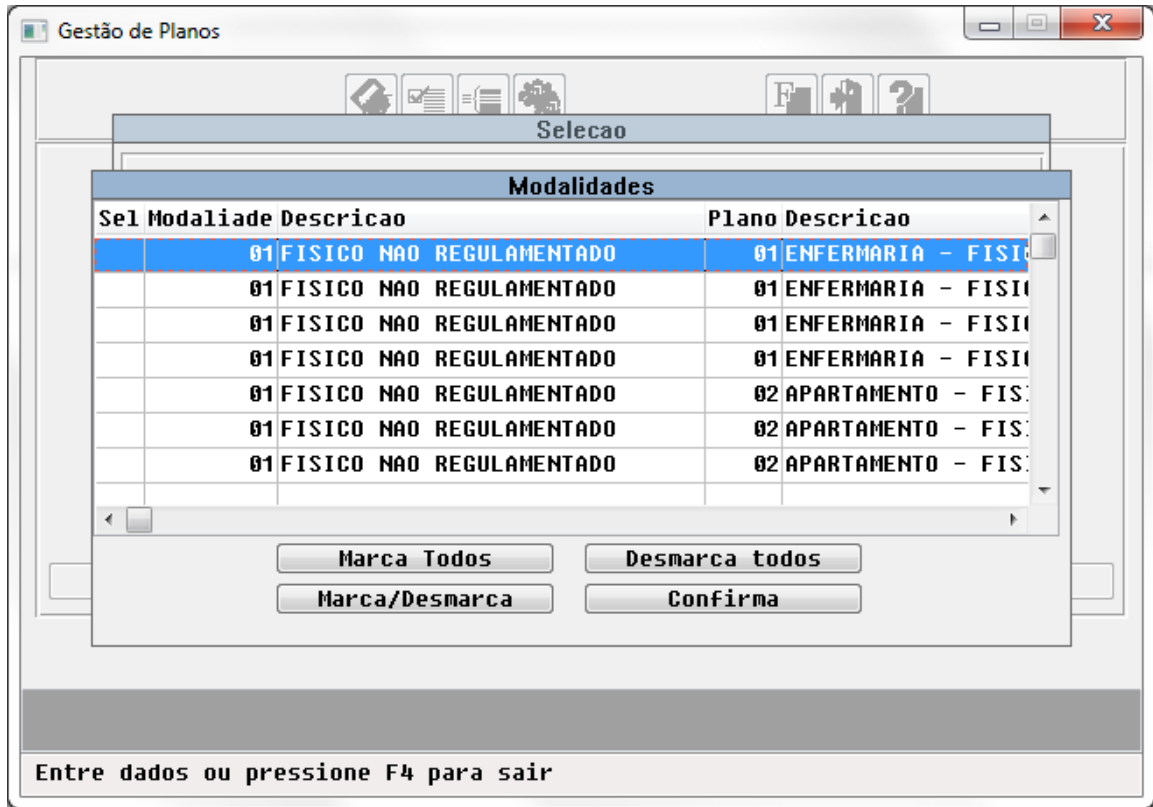 Gestão de Planos
Selecao
Modalidades
Sel Modaliade Descricao Plano Descricao
01 FISICO NAO REGULAMENTADO 01 ENFERMARIA - FISI
01 FISICO NAO REGULAMENTADO 01 ENFERMARIA - FISI
01 FISICO NAO REGULAMENTADO 01 ENFERMARIA - FISI
01 FISICO NAO REGULAMENTADO 01 ENFERMARIA - FISI
01 FISICO NAO REGULAMENTADO 02 APARTAMENTO - FIS
01 FISICO NAO REGULAMENTADO 02 APARTAMENTO - FIS
01 FISICO NAO REGULAMENTADO 02 APARTAMENTO - FIS
Marca Todos Desmarca todos
Marca/Desmarca Confirma
Entre dados ou pressione F4 para sair